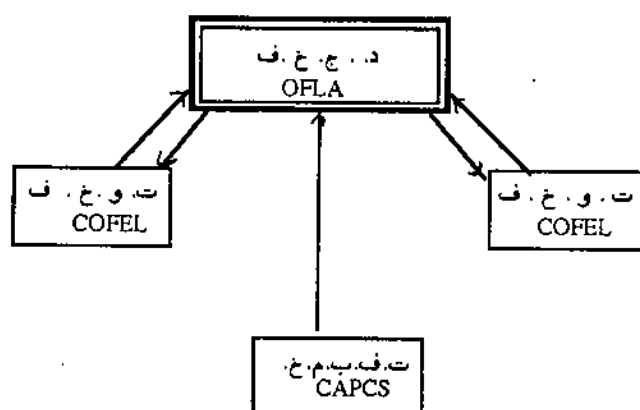 د. . ج. خ. ف
OFLA
ت. و. خ. ف
COFEL
ت. و. خ. ف
COFEL
ت.ف.ب.م.خ.
CAPCS